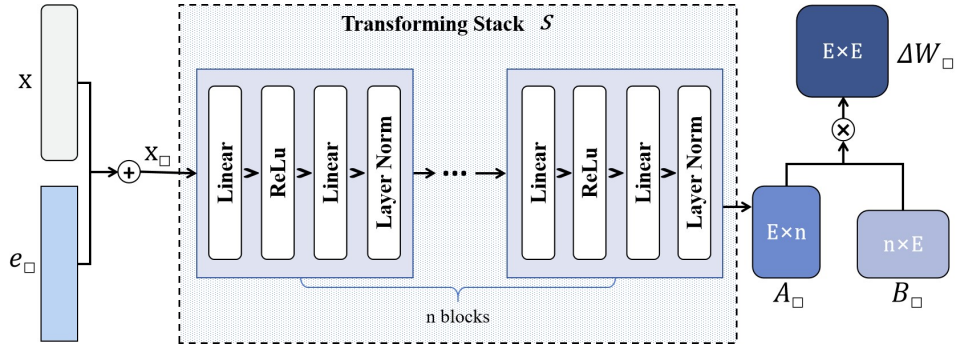 Transforming Stack S
x
e□
+
x□
Linear
ReLu
Linear
Layer Norm
...
Linear
ReLu
Linear
Layer Norm
n blocks
E×E
ΔW□
×
E×n
A□
n×E
B□